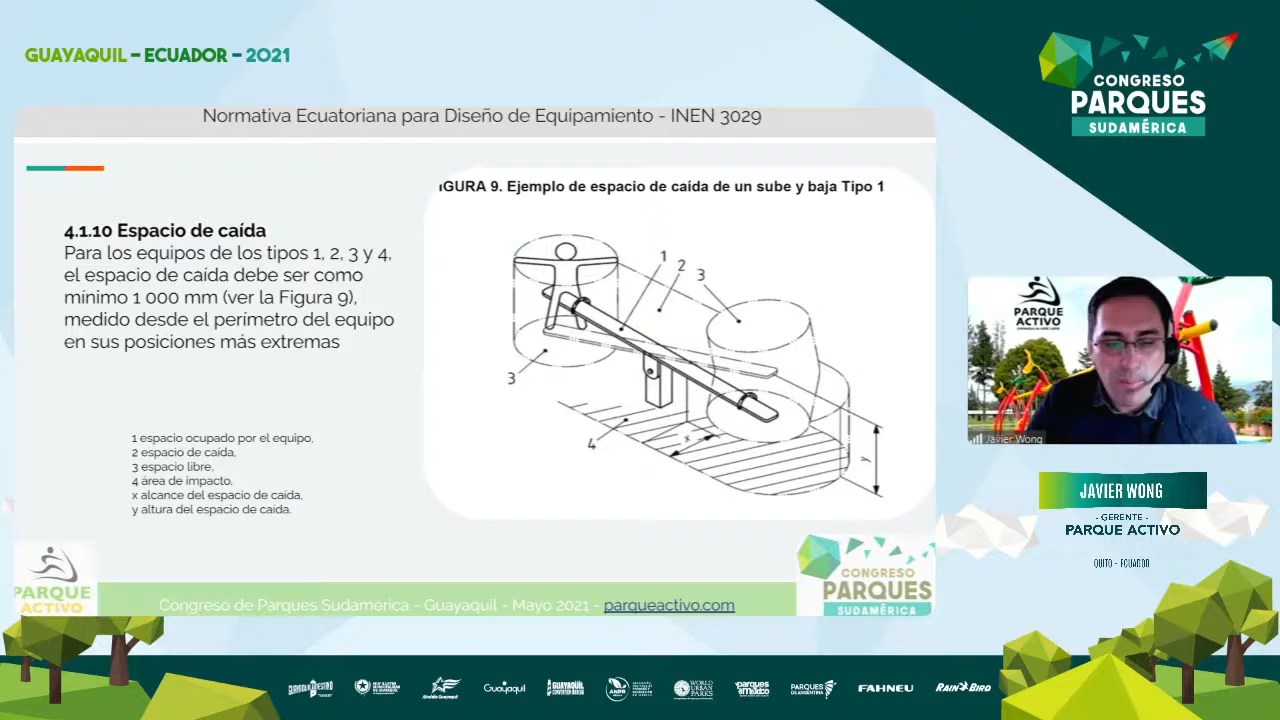 GUAYAQUIL - ECUADOR - 2021
CONGRESO
PARQUES
SUDAMÉRICA
Normativa Ecuatoriana para Diseño de Equipamiento - INEN 3029
IGURA 9. Ejemplo de espacio de caída de un sube y baja Tipo 1
4.1.10 Espacio de caída
Para los equipos de los tipos 1, 2, 3 y 4,
el espacio de caída debe ser como
mínimo 1 000 mm (ver la Figura 9),
medido desde el perímetro del equipo
en sus posiciones más extremas
1 espacio ocupado por el equipo,
2 espacio de caída,
3 espacio libre,
4 área de impacto,
x alcance del espacio de caída,
y altura del espacio de caída.
1
2
3
3
4
x
y
PARQUE
ACTIVO
Javier Wong
JAVIER WONG
- GERENTE -
PARQUE ACTIVO
QUITO - ECUADOR
PARQUE
ACTIVO
Congreso de Parques Sudamérica - Guayaquil - Mayo 2021 - parqueactivo.com
CONGRESO
PARQUES
SUDAMÉRICA
Guayaquil
ANPR
WORLD
URBAN
PARKS
parques
de méxico
PARQUES
DE ARGENTINA
FAHNEU
RAIN BIRD